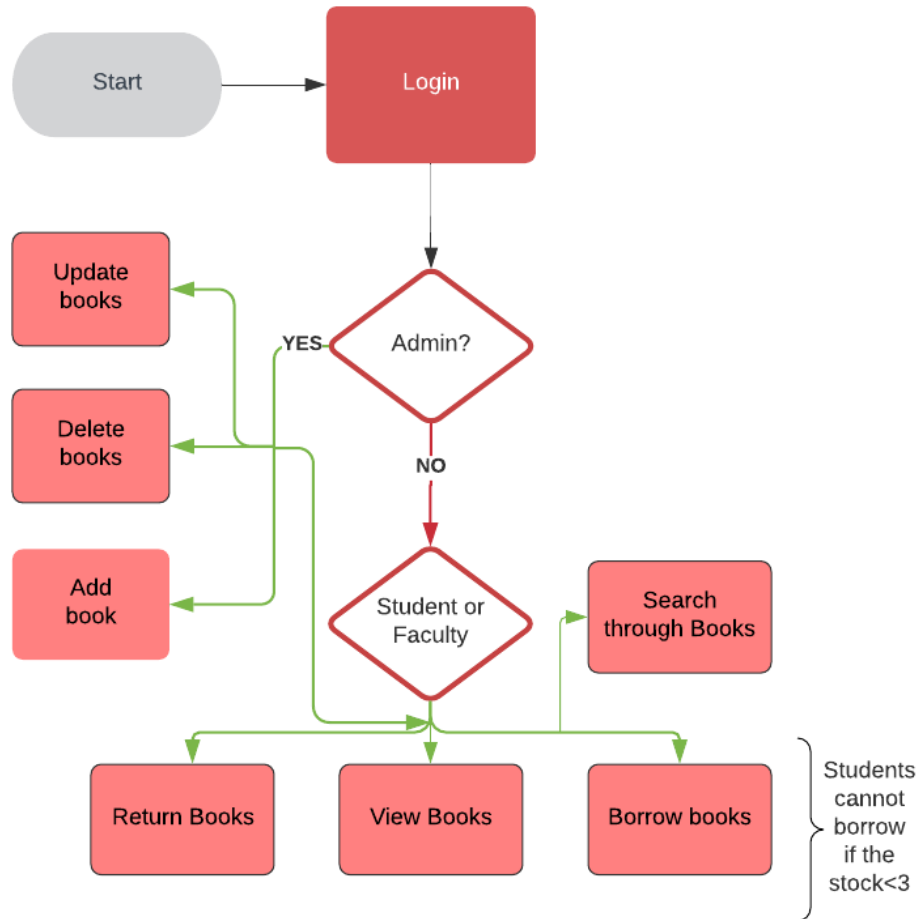 Start
Login
Update
books
YES
Admin?
Delete
books
NO
Add
book
Student or
Faculty
Search
through Books
Return Books
View Books
Borrow books
Students
cannot
borrow
if the
stock<3